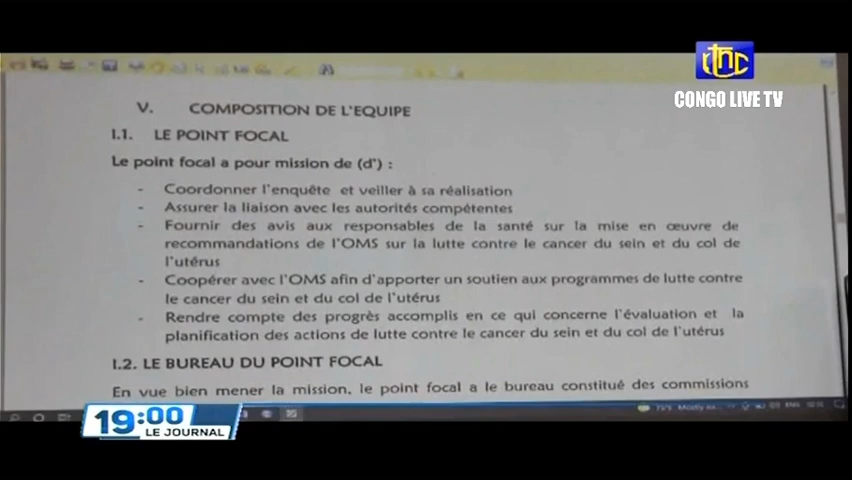 CONGO LIVE TV
V. COMPOSITION DE L'EQUIPE
I.1. LE POINT FOCAL
Le point focal a pour mission de (d') :
- Coordonner l'enquête et veiller à sa réalisation
- Assurer la liaison avec les autorités compétentes
- Fournir des avis aux responsables de la santé sur la mise en œuvre de
recommandations de l'OMS sur la lutte contre le cancer du sein et du col de
l'utérus
- Coopérer avec l'OMS afin d'apporter un soutien aux programmes de lutte contre
le cancer du sein et du col de l'utérus
- Rendre compte des progrès accomplis en ce qui concerne l'évaluation et la
planification des actions de lutte contre le cancer du sein et du col de l'utérus
I.2. LE BUREAU DU POINT FOCAL
En vue bien mener la mission, le point focal a le bureau constitué des commissions
19:00
LE JOURNAL